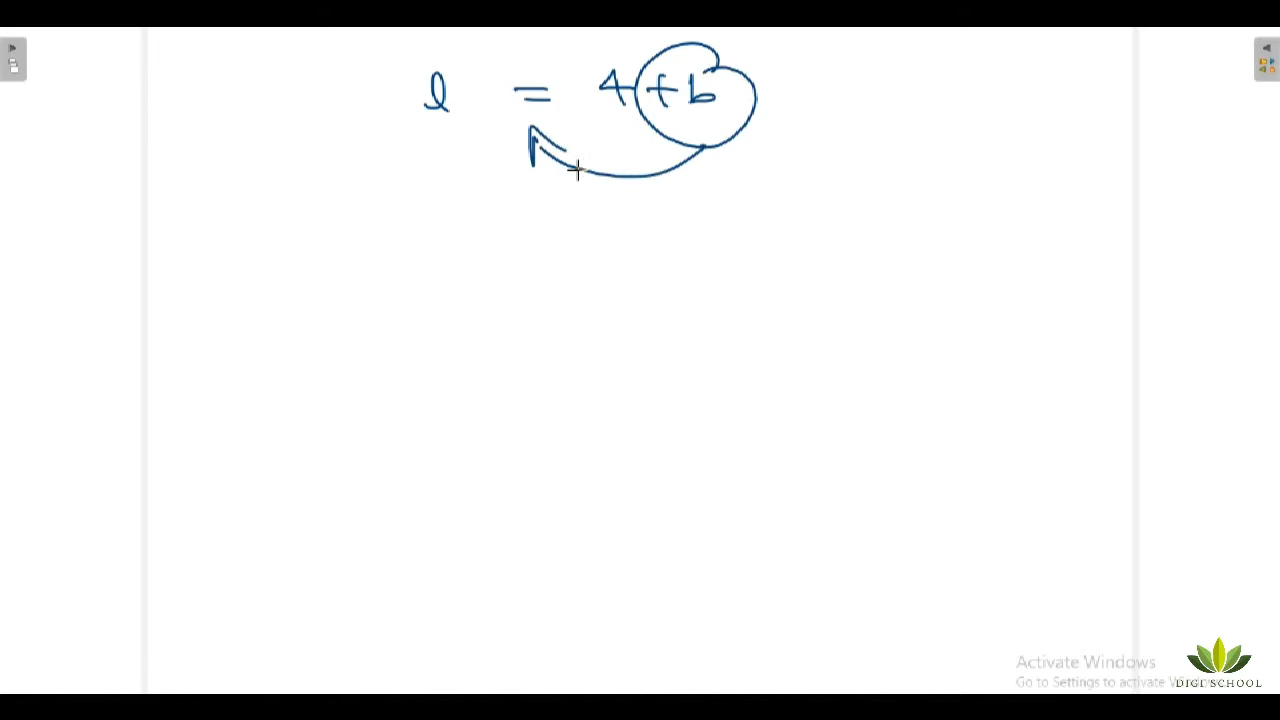 l = 4 + b
Activate Windows
Go to Settings to activate Windows.
DIGI SCHOOL